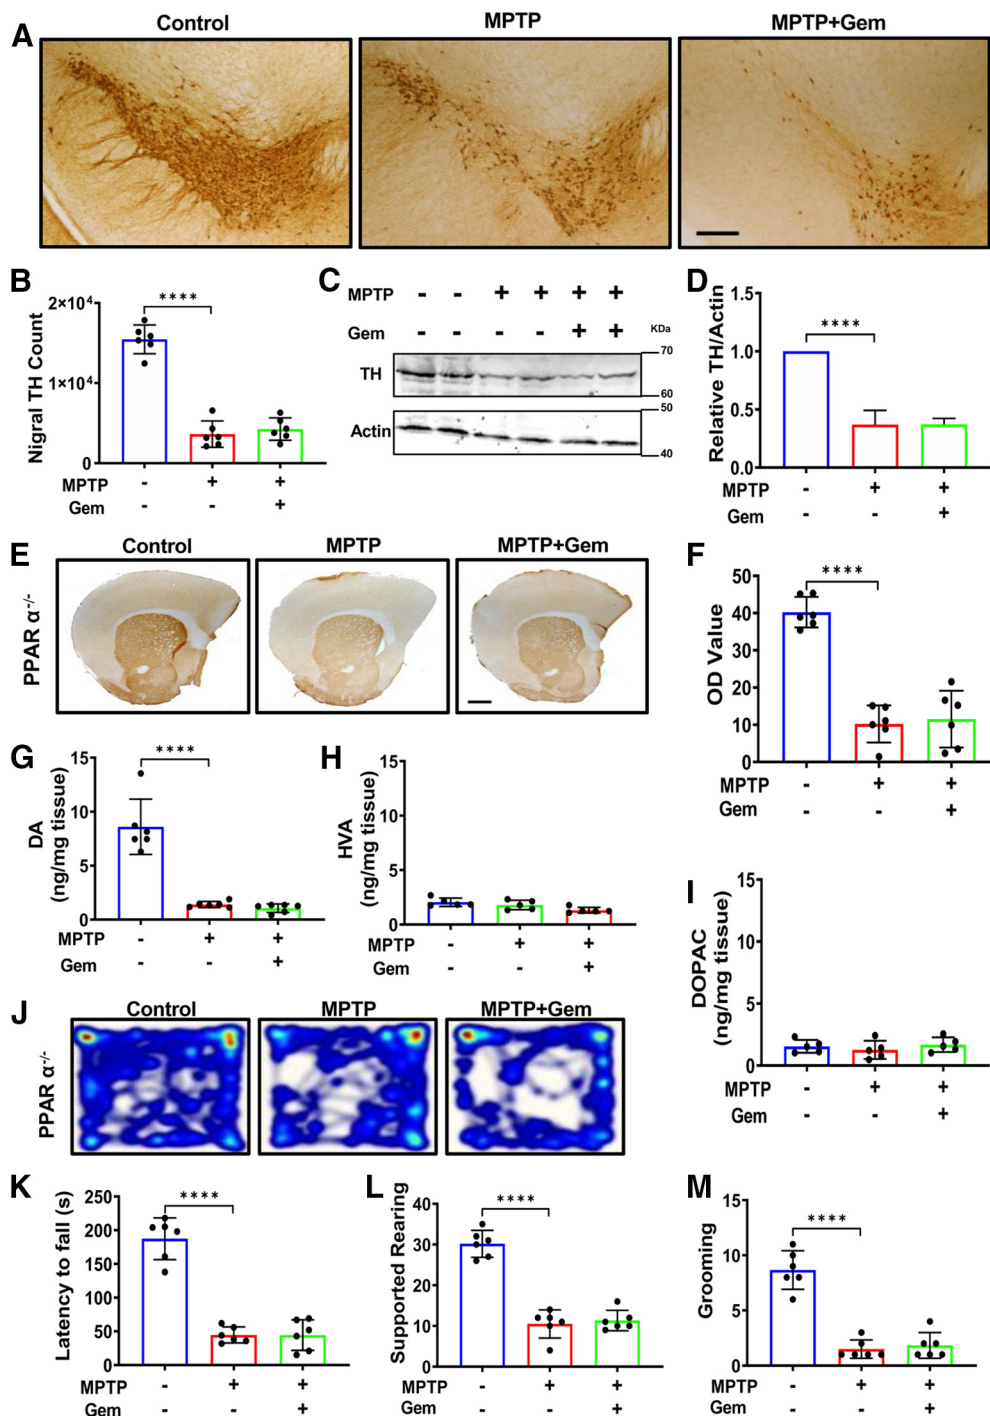 A
Control
MPTP
MPTP+Gem
B
Nigral TH Count
2×10⁴
1×10⁴
0
****
MPTP - + +
Gem - - +
C
MPTP - - + + + +
Gem - - - - + +
KDa
TH
70
60
Actin
50
40
D
Relative TH/Actin
1.5
1.0
0.5
0.0
****
MPTP - + +
Gem - - +
E
Control
MPTP
MPTP+Gem
PPAR α⁻/⁻
F
OD Value
50
40
30
20
10
0
****
MPTP + +
Gem - - +
G
DA
(ng/mg tissue)
15
10
5
0
****
MPTP - + +
Gem - - +
H
HVA
(ng/mg tissue)
15
10
5
0
MPTP - + +
Gem - - +
I
DOPAC
(ng/mg tissue)
15
10
5
0
MPTP - + +
Gem - - +
J
Control
MPTP
MPTP+Gem
PPAR α⁻/⁻
K
Latency to fall (s)
250
200
150
100
50
0
****
MPTP - + +
Gem - - +
L
Supported Rearing
40
30
20
10
0
****
MPTP - + +
Gem - - +
M
Grooming
15
10
5
0
****
MPTP - + +
Gem - - +